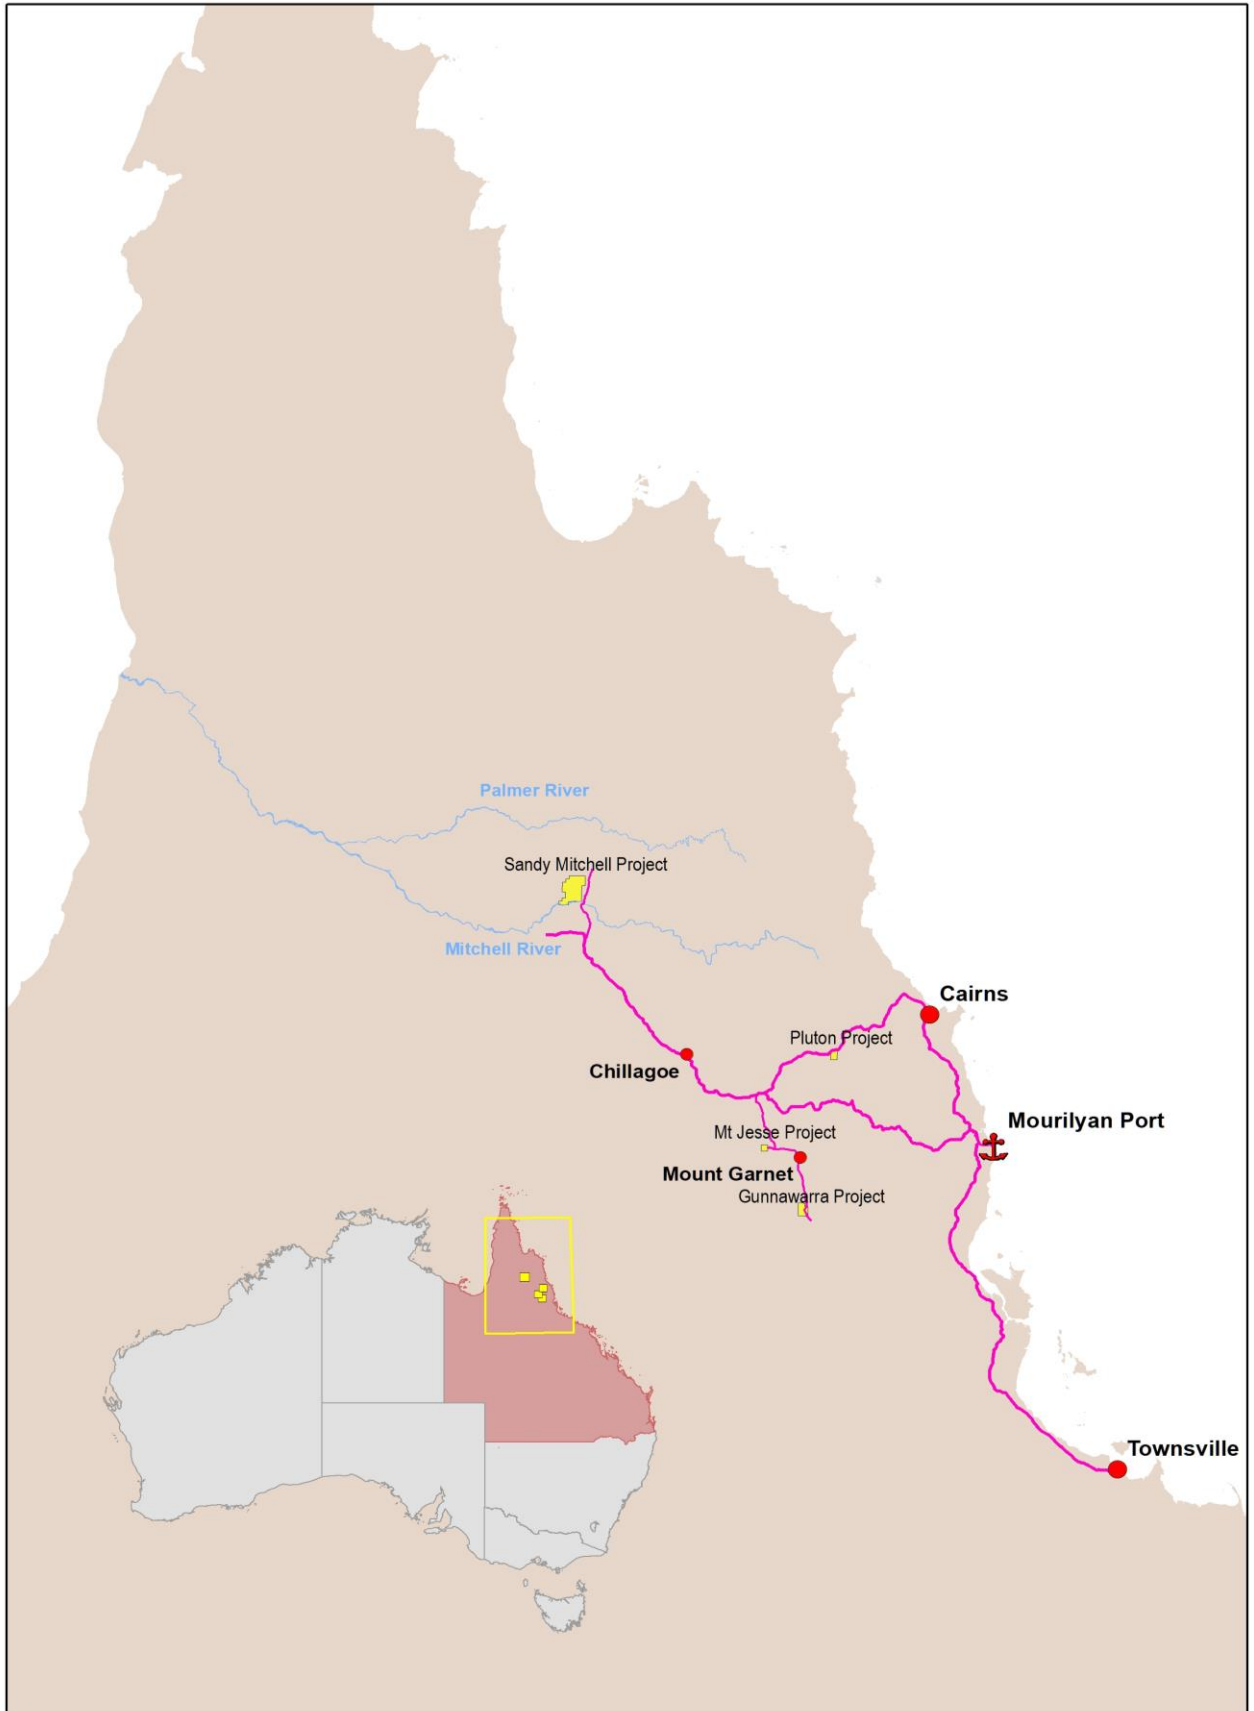 Palmer River
Sandy Mitchell Project
Mitchell River
Cairns
Pluton Project
Chillagoe
Mourilyan Port
Mt Jesse Project
Mount Garnet
Gunnawarra Project
Townsville